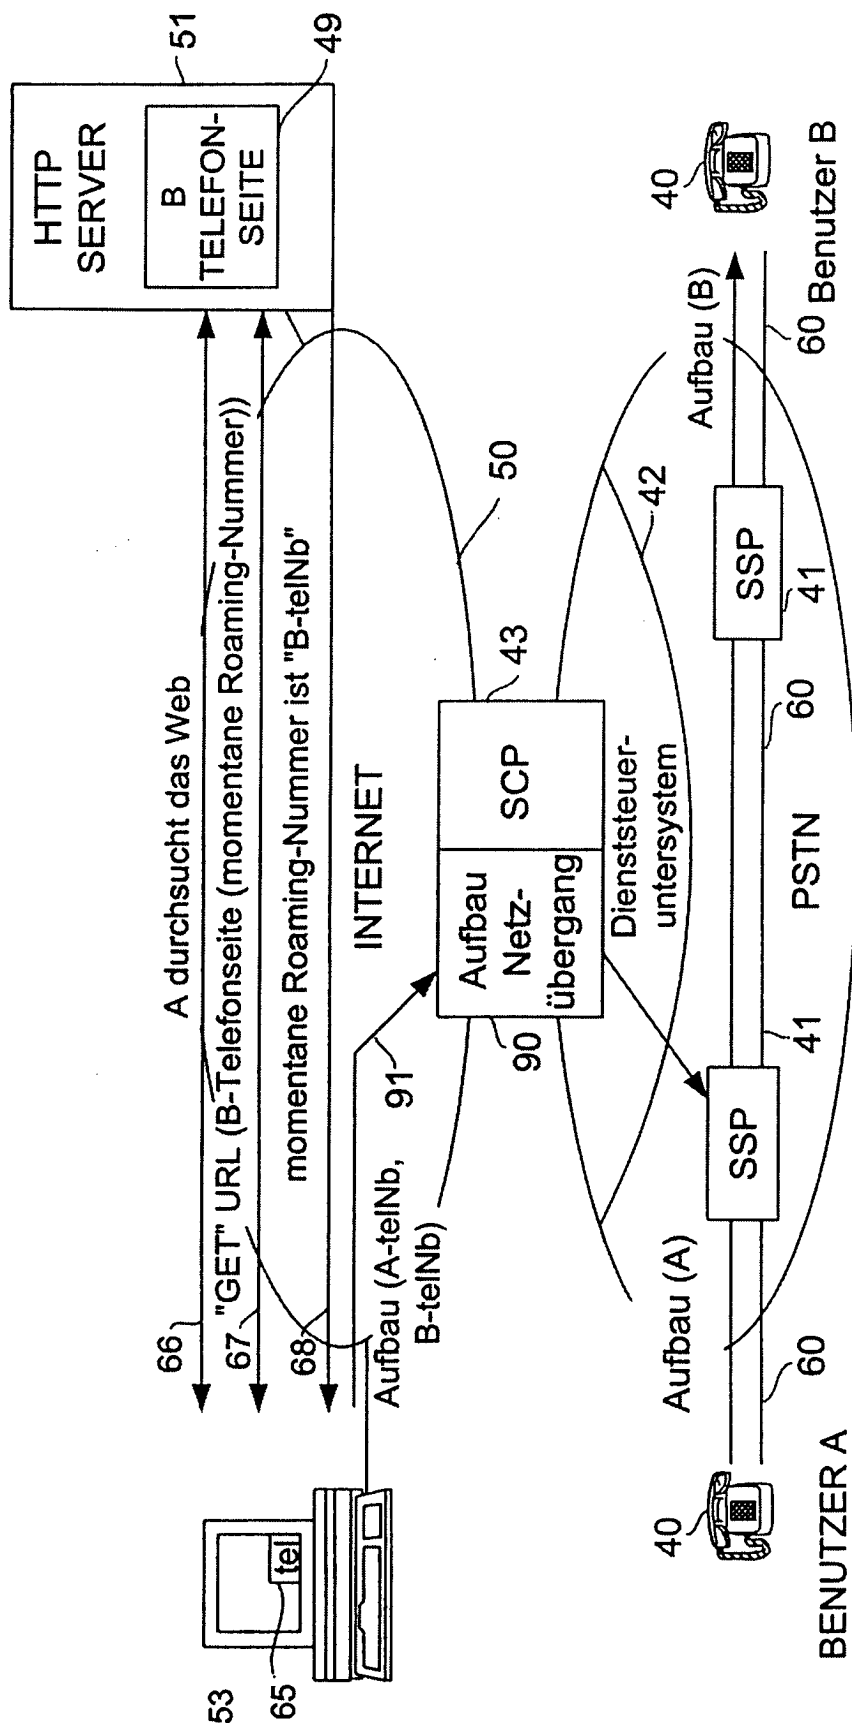 HTTP
SERVER
51
B
TELEFON-
SEITE
49
A durchsucht das Web
66
"GET" URL (B-Telefonseite (momentane Roaming-Nummer))
67
momentane Roaming-Nummer ist "B-telNb"
68
53
65
tel
INTERNET
50
Aufbau (A-telNb,
B-telNb)
91
Aufbau
Netz-
übergang
90
SCP
43
Dienststeuer-
untersystem
42
Aufbau (A)
Aufbau (B)
40
40
SSP
41
SSP
41
60
60
60
PSTN
BENUTZER A
Benutzer B